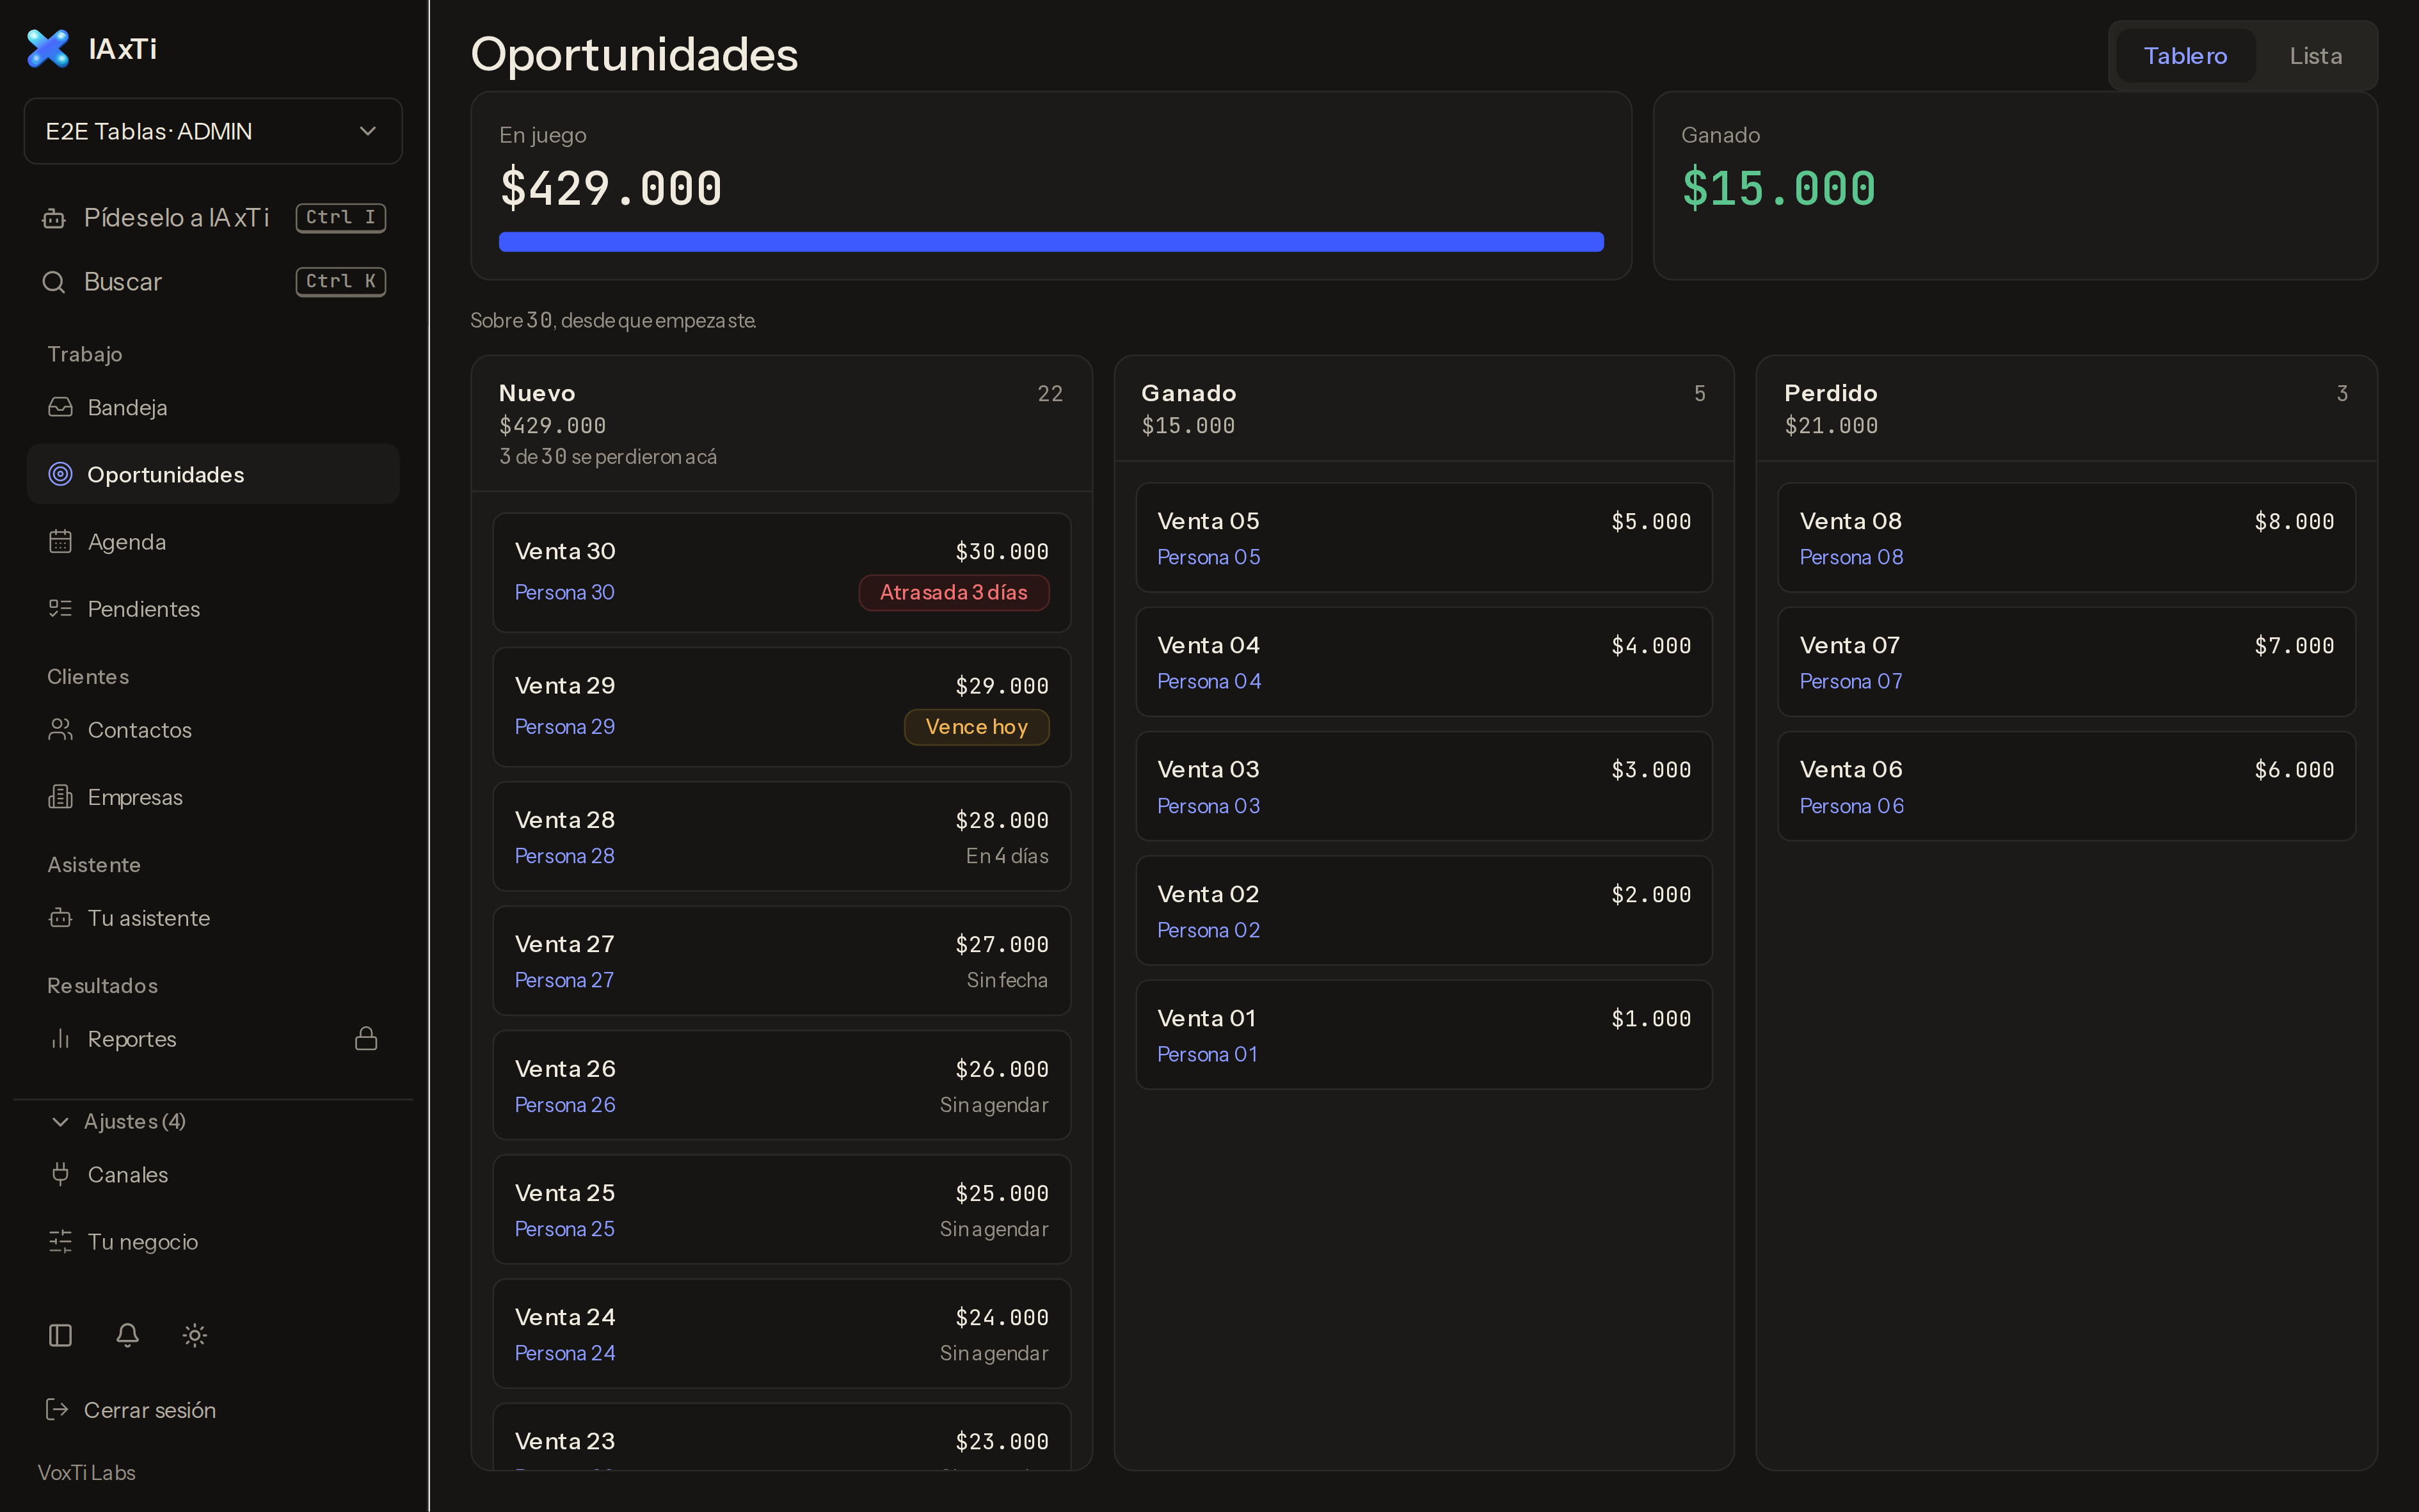 IAxTi
E2E Tablas · ADMIN
Pídeselo a IAxTi Ctrl I
Buscar Ctrl K
Trabajo
Bandeja
Oportunidades
Agenda
Pendientes
Clientes
Contactos
Empresas
Asistente
Tu asistente
Resultados
Reportes
Ajustes (4)
Canales
Tu negocio
Cerrar sesión
VoxTi Labs
Oportunidades
Tablero Lista
En juego
$429.000
Ganado
$15.000
Sobre 30, desde que empezaste.
Nuevo 22
$429.000
3 de 30 se perdieron acá
Venta 30 $30.000
Persona 30 Atrasada 3 días
Venta 29 $29.000
Persona 29 Vence hoy
Venta 28 $28.000
Persona 28 En 4 días
Venta 27 $27.000
Persona 27 Sin fecha
Venta 26 $26.000
Persona 26 Sin agendar
Venta 25 $25.000
Persona 25 Sin agendar
Venta 24 $24.000
Persona 24 Sin agendar
Venta 23 $23.000
Ganado 5
$15.000
Venta 05 $5.000
Persona 05
Venta 04 $4.000
Persona 04
Venta 03 $3.000
Persona 03
Venta 02 $2.000
Persona 02
Venta 01 $1.000
Persona 01
Perdido 3
$21.000
Venta 08 $8.000
Persona 08
Venta 07 $7.000
Persona 07
Venta 06 $6.000
Persona 06